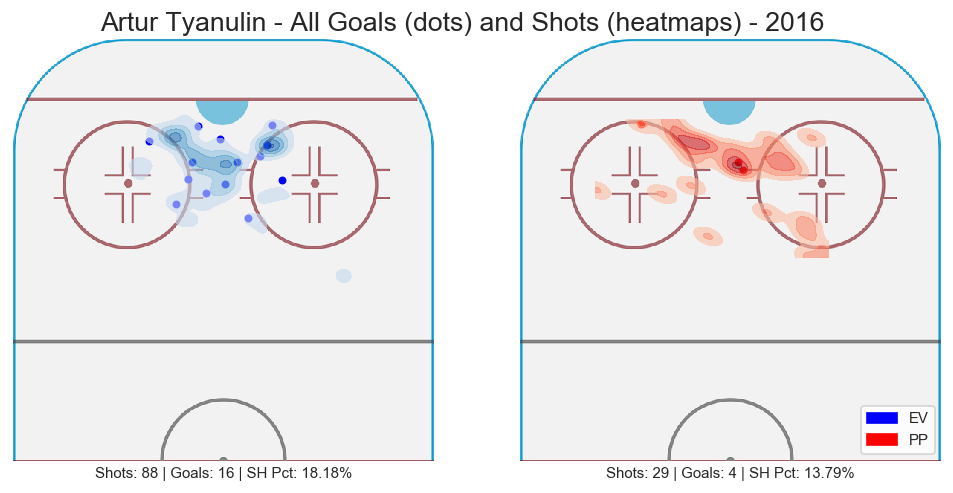 Artur Tyanulin - All Goals (dots) and Shots (heatmaps) - 2016
EV
PP
Shots: 88 | Goals: 16 | SH Pct: 18.18%
Shots: 29 | Goals: 4 | SH Pct: 13.79%